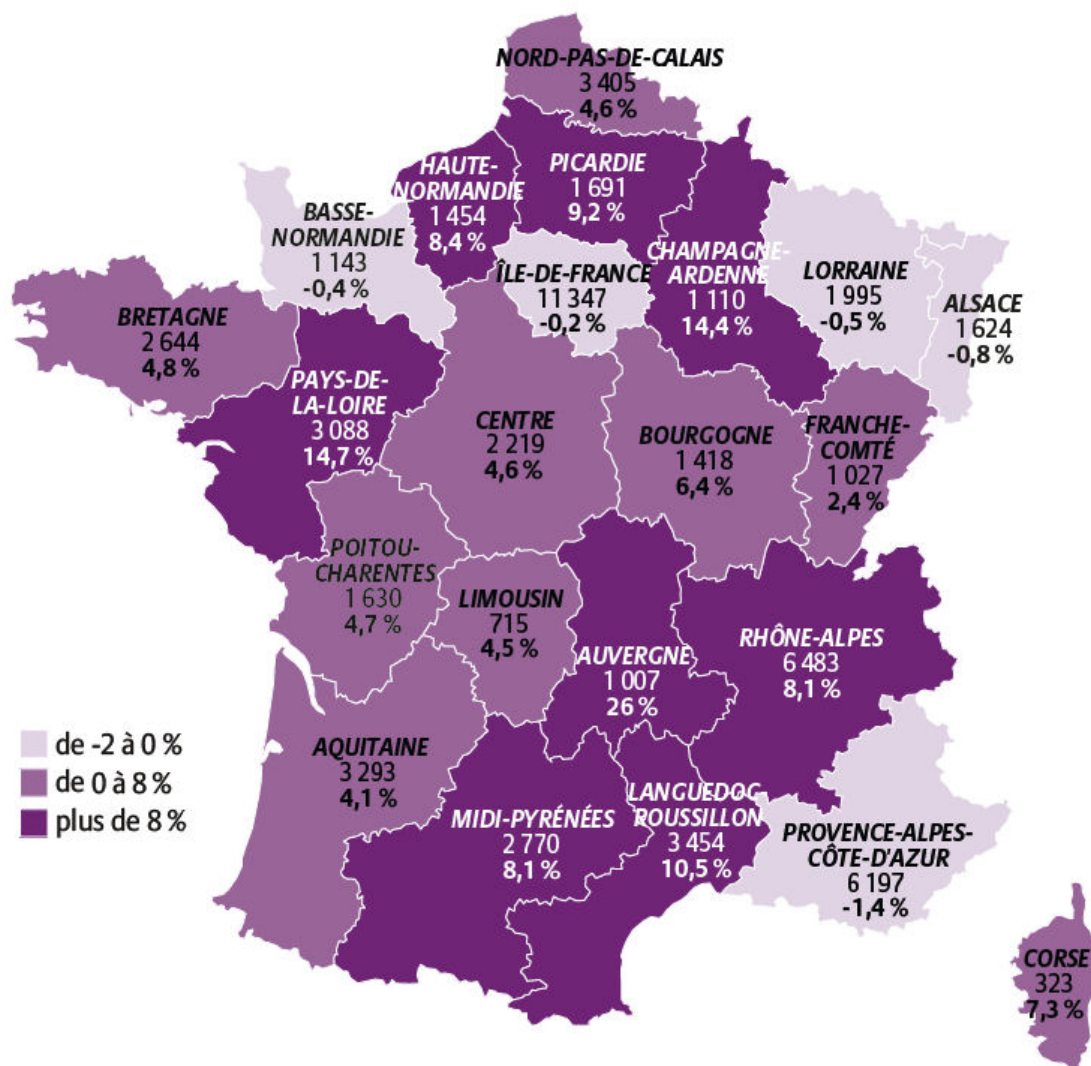 NORD-PAS-DE-CALAIS
3 405
4,6 %
HAUTE-
NORMANDIE
1 454
8,4 %
PICARDIE
1 691
9,2 %
BASSE-
NORMANDIE
1 143
-0,4 %
ÎLE-DE-FRANCE
11 347
-0,2 %
CHAMPAGNE-
ARDENNE
1 110
14,4 %
LORRAINE
1 995
-0,5 %
ALSACE
1 624
-0,8 %
BRETAGNE
2 644
4,8 %
PAYS-DE-
LA-LOIRE
3 088
14,7 %
CENTRE
2 219
4,6 %
BOURGOGNE
1 418
6,4 %
FRANCHE-
COMTÉ
1 027
2,4 %
POITOU-
CHARENTES
1 630
4,7 %
LIMOUSIN
715
4,5 %
AUVERGNE
1 007
26 %
RHÔNE-ALPES
6 483
8,1 %
de -2 à 0 %
de 0 à 8 %
plus de 8 %
AQUITAINE
3 293
4,1 %
MIDI-PYRÉNÉES
2 770
8,1 %
LANGUEDOC-
ROUSSILLON
3 454
10,5 %
PROVENCE-ALPES-
CÔTE-D'AZUR
6 197
-1,4 %
CORSE
323
7,3 %